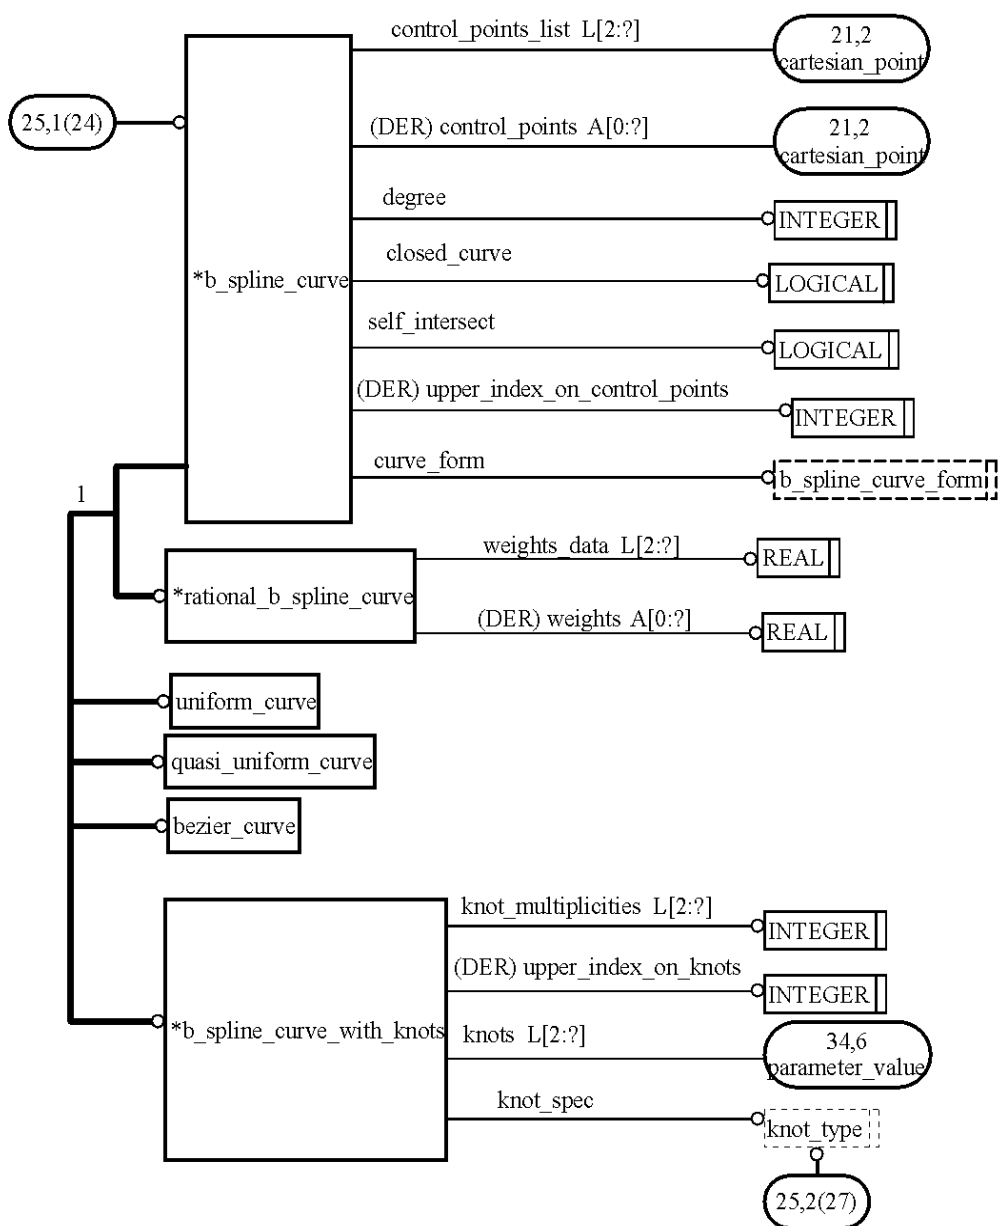 control_points_list L[2:?]
21,2
cartesian_point
25,1(24)
(DER) control_points A[0:?]
21,2
cartesian_point
degree
INTEGER
*b_spline_curve
closed_curve
LOGICAL
self_intersect
LOGICAL
(DER) upper_index_on_control_points
INTEGER
curve_form
b_spline_curve_form
1
weights_data L[2:?]
REAL
*rational_b_spline_curve
(DER) weights A[0:?]
REAL
uniform_curve
quasi_uniform_curve
bezier_curve
knot_multiplicities L[2:?]
INTEGER
(DER) upper_index_on_knots
INTEGER
*b_spline_curve_with_knots
knots L[2:?]
34,6
parameter_value
knot_spec
knot_type
25,2(27)